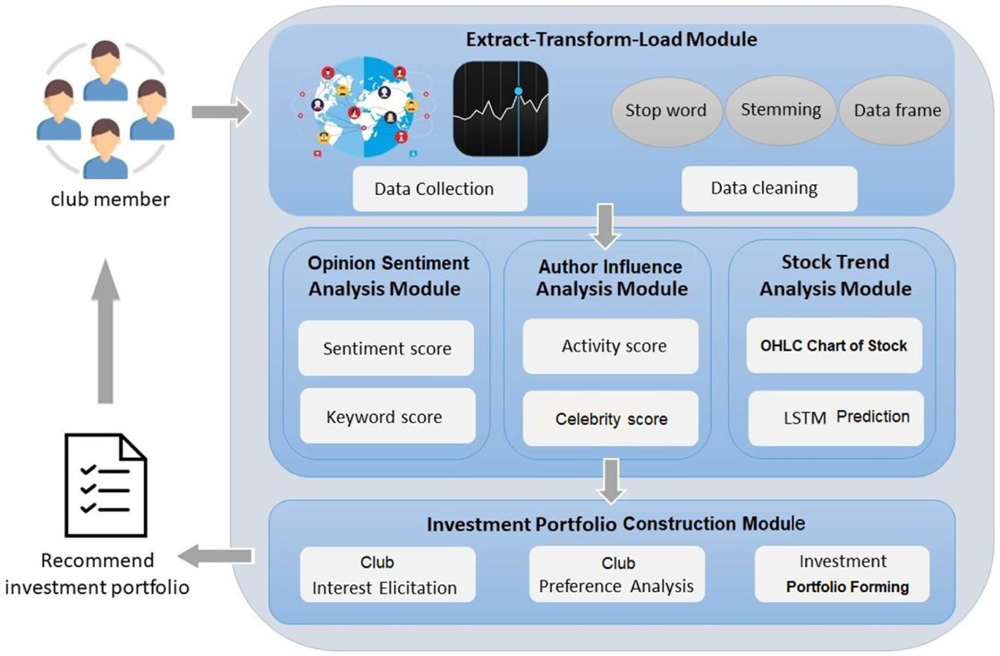 Extract-Transform-Load Module
Stop word
Stemming
Data frame
Data Collection
Data cleaning
club member
Opinion Sentiment
Analysis Module
Sentiment score
Keyword score
Author Influence
Analysis Module
Activity score
Celebrity score
Stock Trend
Analysis Module
OHLC Chart of Stock
LSTM Prediction
Investment Portfolio Construction Module
Club
Interest Elicitation
Club
Preference Analysis
Investment
Portfolio Forming
Recommend
investment portfolio